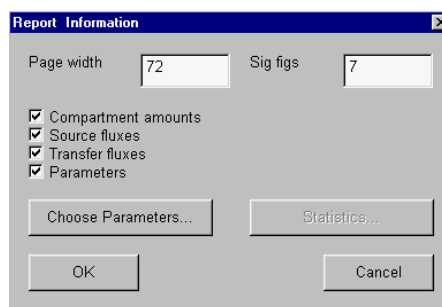 Report Information
Page width 72 Sig figs 7
Compartment amounts
Source fluxes
Transfer fluxes
Parameters
Choose Parameters... Statistics...
OK Cancel